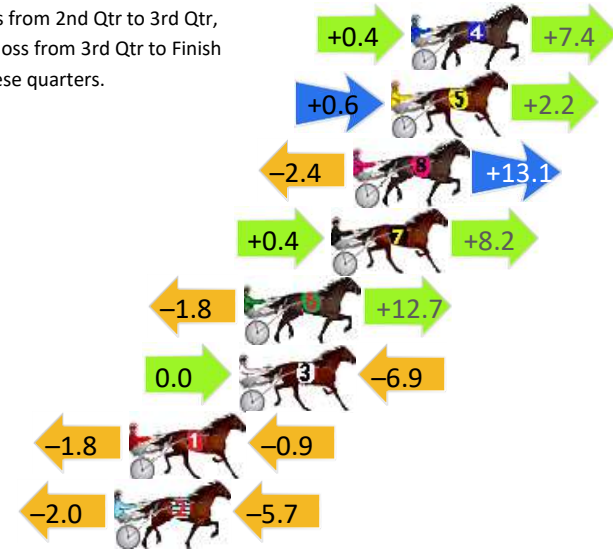 s from 2nd Qtr to 3rd Qtr,
oss from 3rd Qtr to Finish
ese quarters.
+0.4 4 +7.4
+0.6 5 +2.2
–2.4 8 +13.1
+0.4 7 +8.2
–1.8 6 +12.7
0.0 3 –6.9
–1.8 1 –0.9
–2.0 2 –5.7